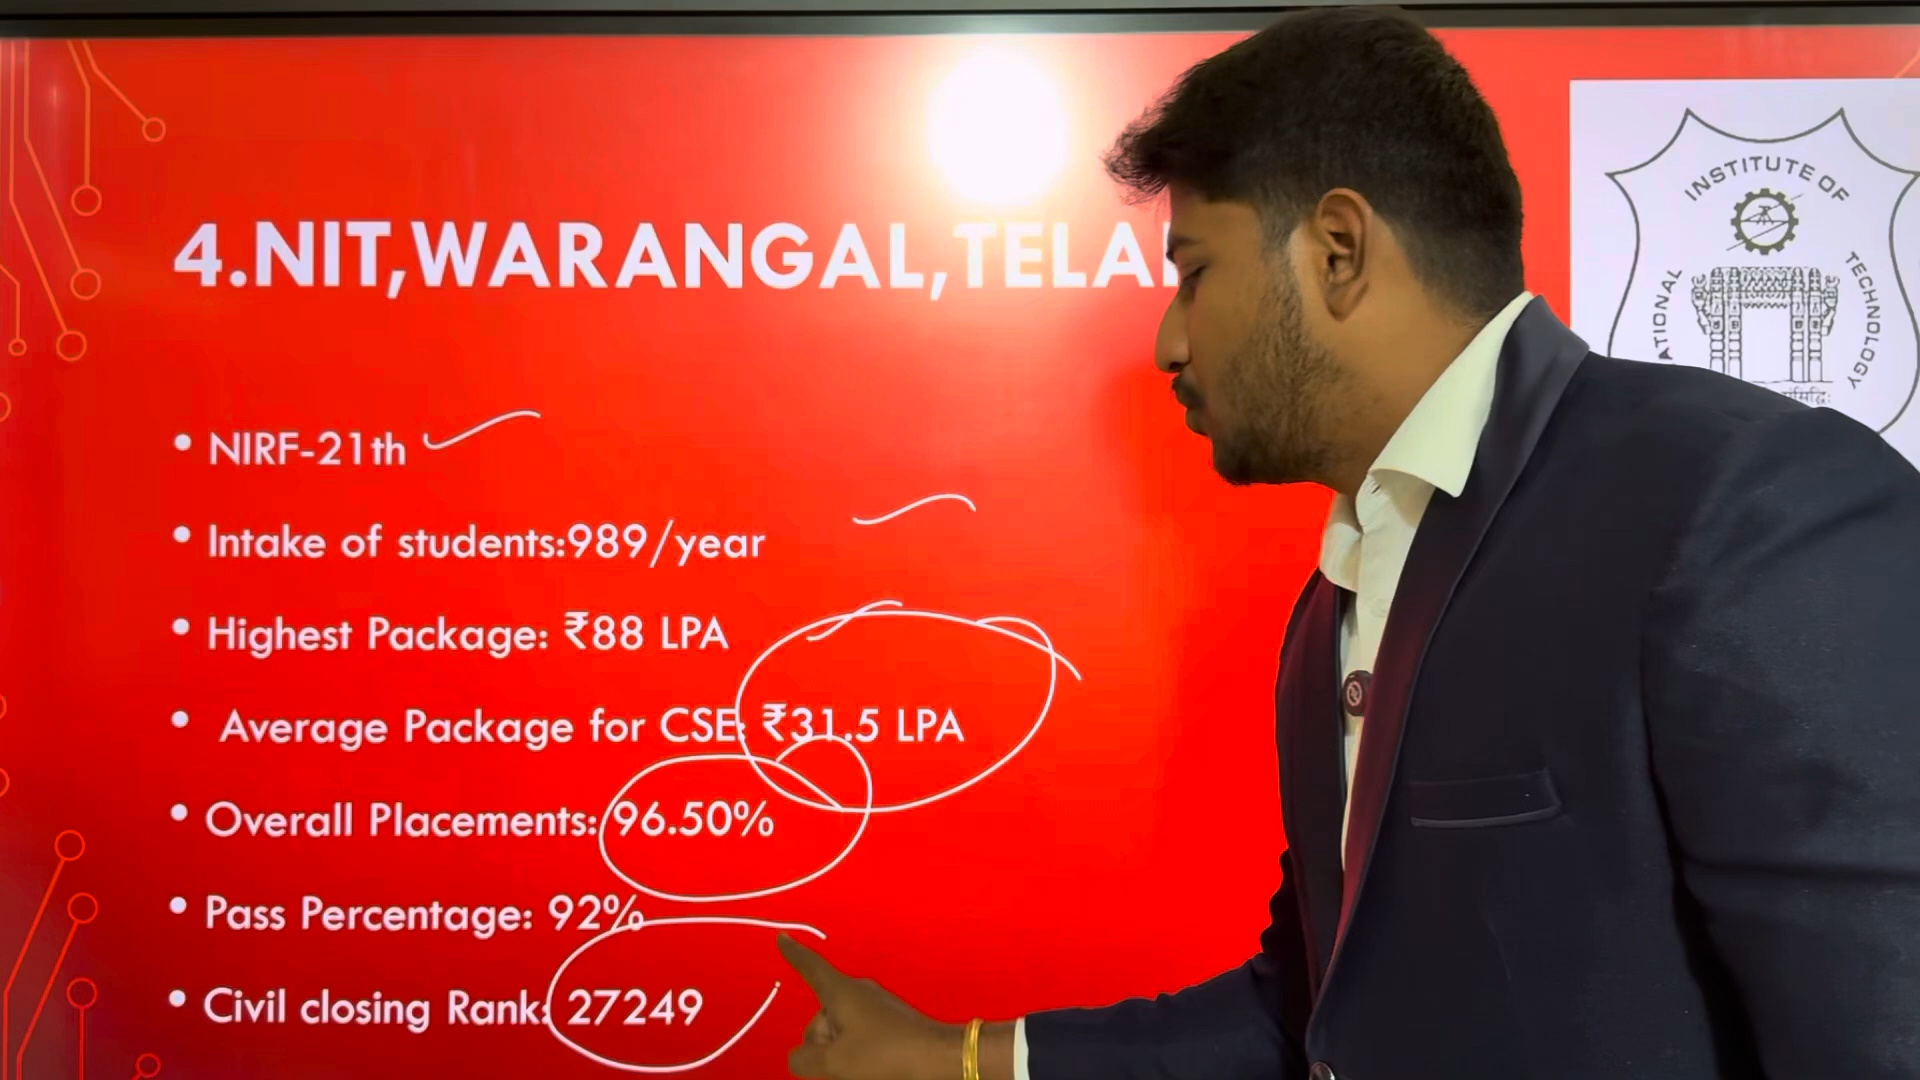 4.NIT,WARANGAL,TELA
INSTITUTE OF
TECHNOLOGY
ATIONAL
• NIRF-21th
• Intake of students:989/year
• Highest Package: ₹88 LPA
• Average Package for CSE: ₹31.5 LPA
• Overall Placements: 96.50%
• Pass Percentage: 92%
• Civil closing Rank: 27249